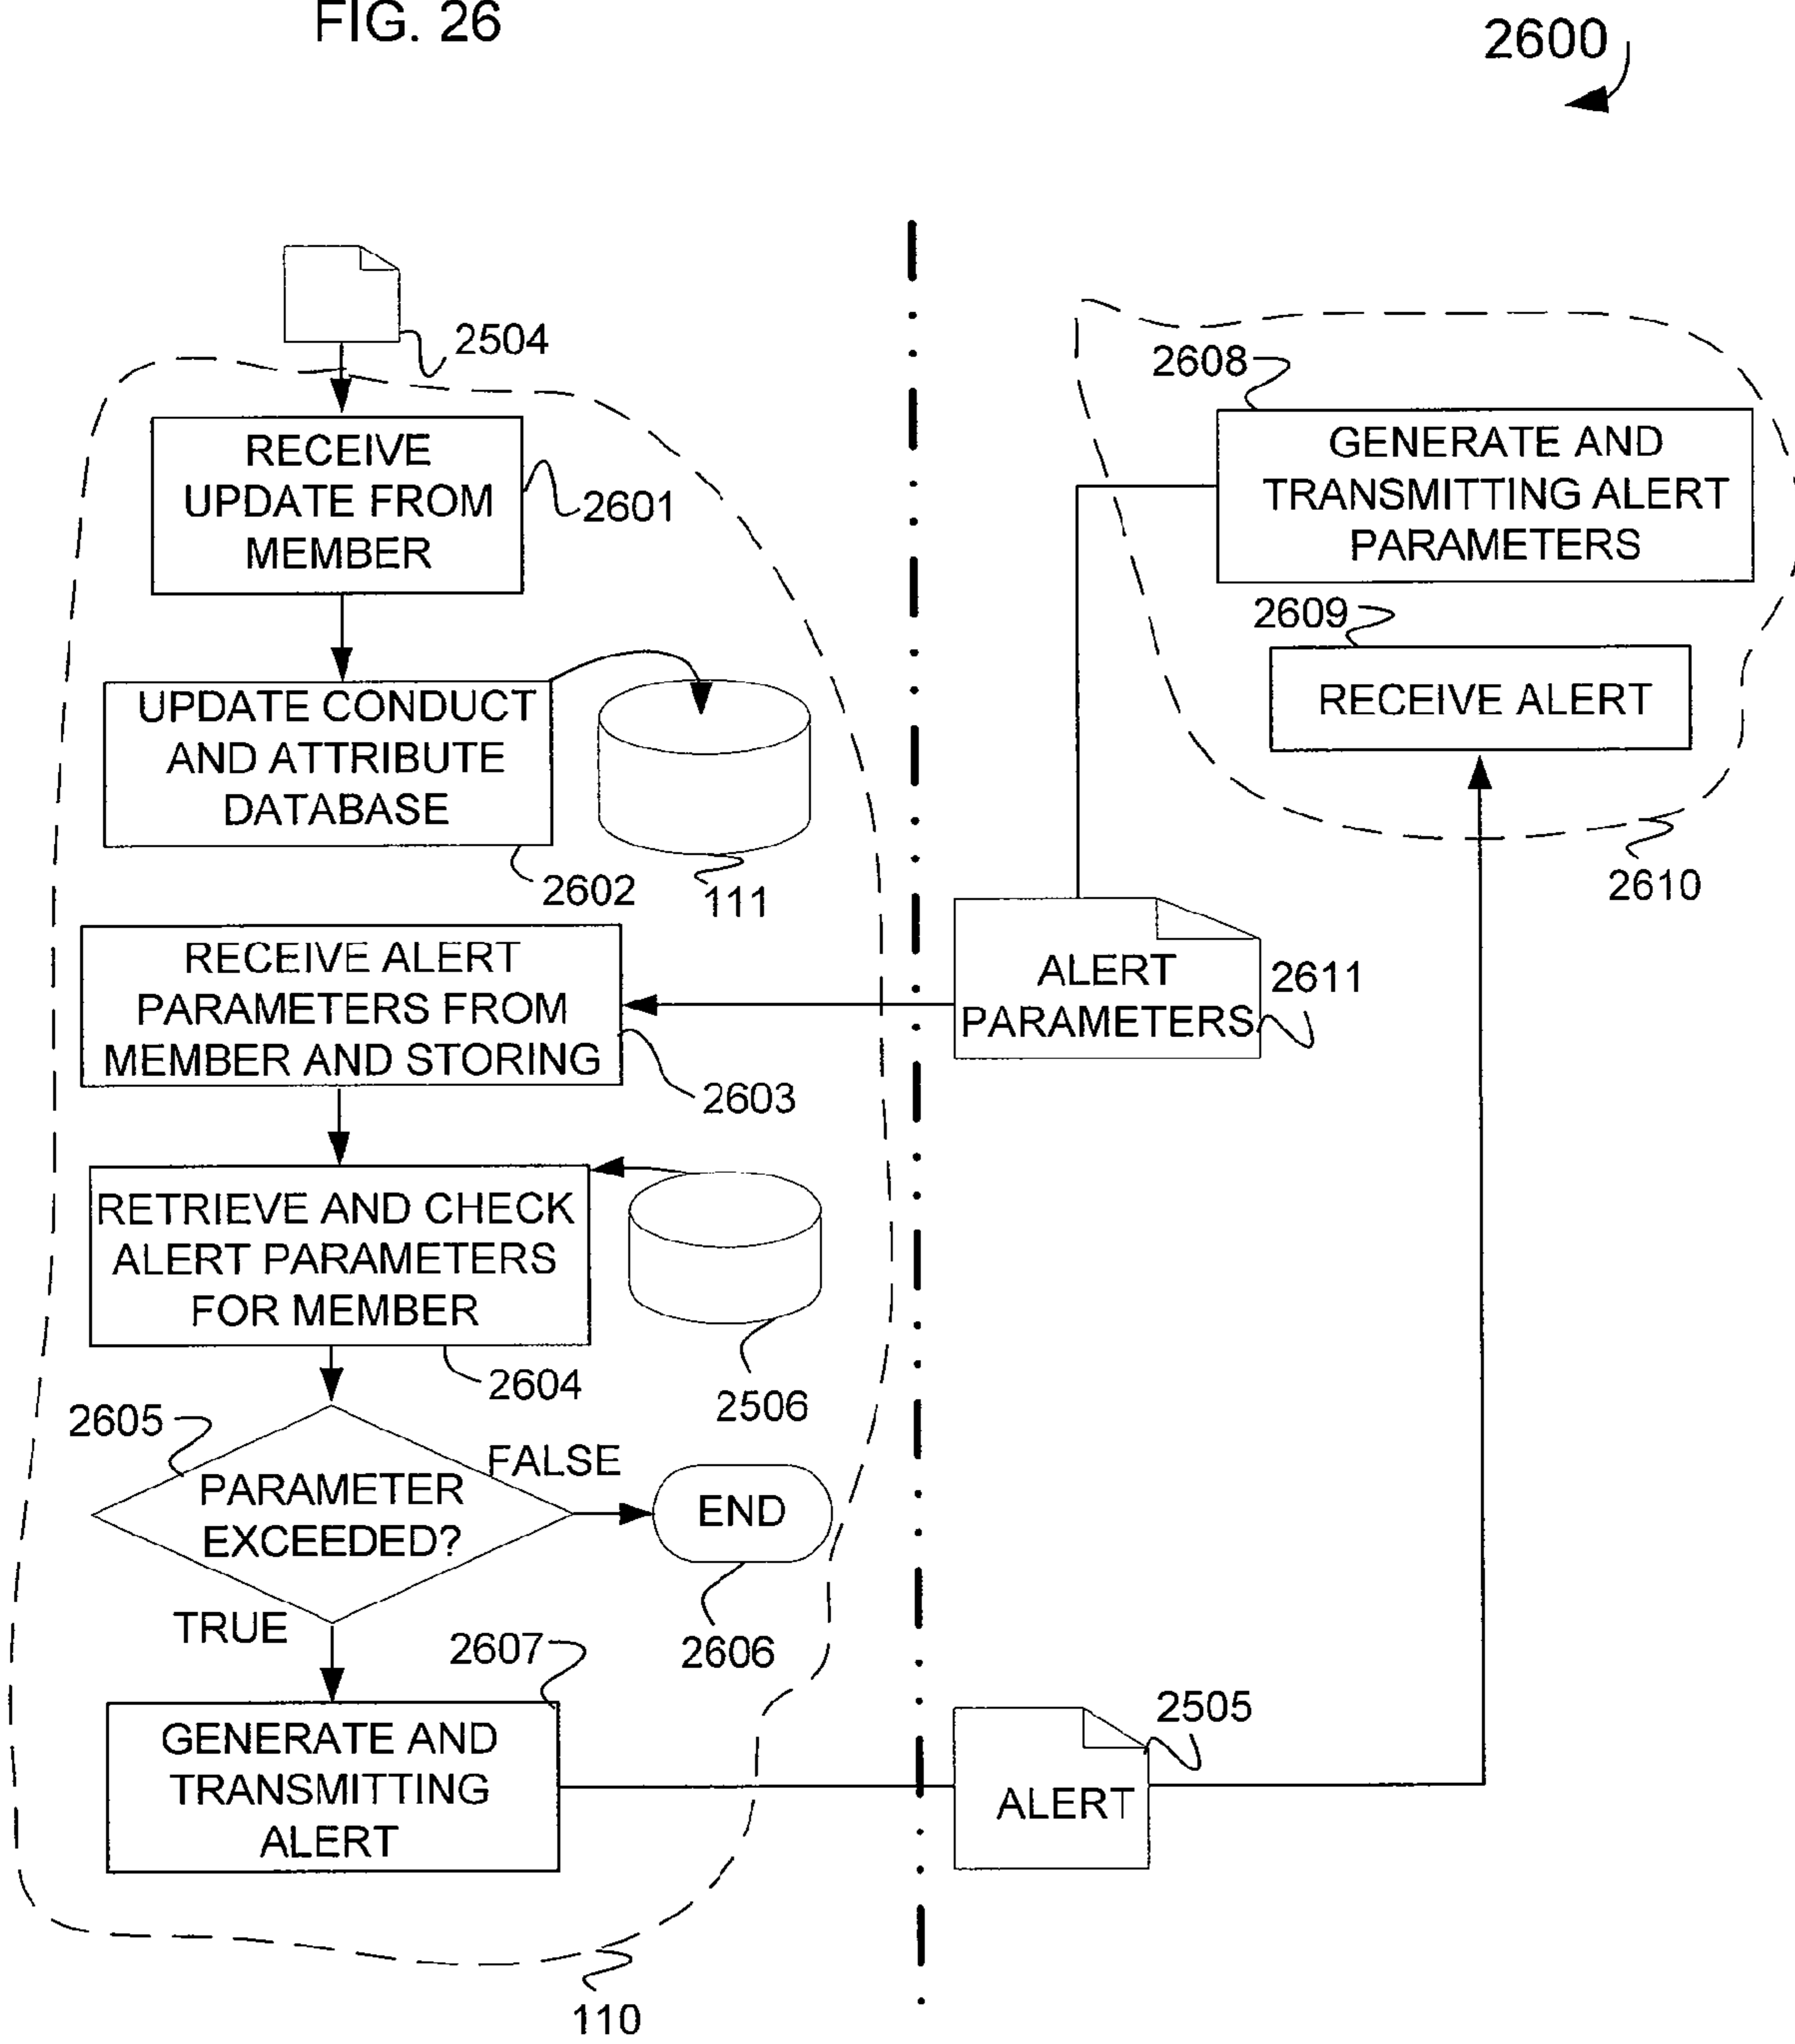 FIG. 26
2600
2504
RECEIVE
UPDATE FROM
MEMBER
2601
UPDATE CONDUCT
AND ATTRIBUTE
DATABASE
2602
111
RECEIVE ALERT
PARAMETERS FROM
MEMBER AND STORING
2603
RETRIEVE AND CHECK
ALERT PARAMETERS
FOR MEMBER
2604
2506
2605
PARAMETER
EXCEEDED?
FALSE
END
2606
TRUE
2607
GENERATE AND
TRANSMITTING
ALERT
110
2608
GENERATE AND
TRANSMITTING ALERT
PARAMETERS
2609
RECEIVE ALERT
2610
ALERT
PARAMETERS
2611
2505
ALERT